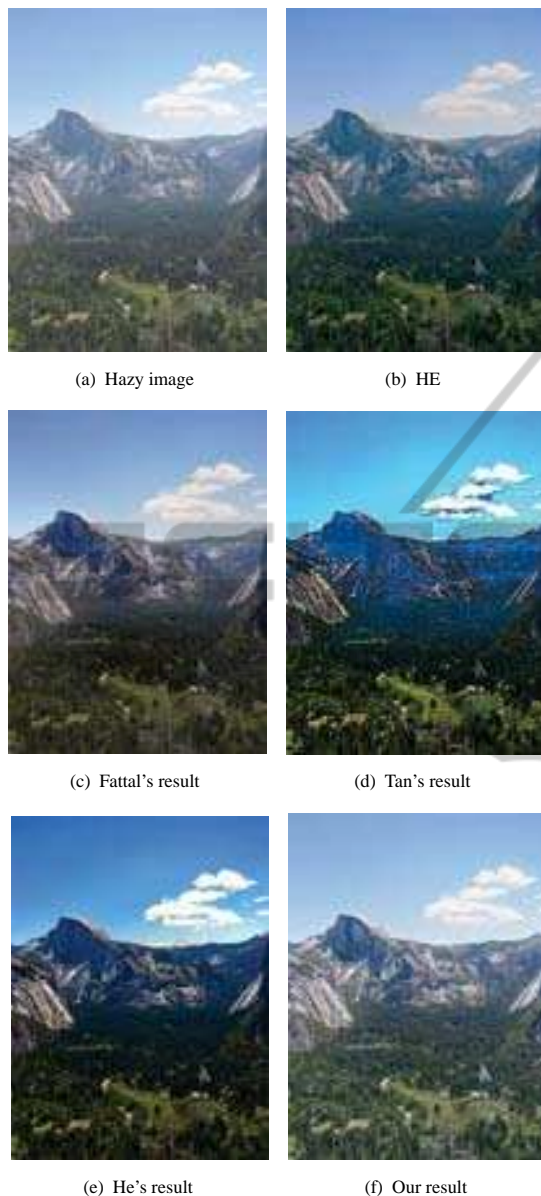 (a) Hazy image
(b) HE
(c) Fattal's result
(d) Tan's result
(e) He's result
(f) Our result